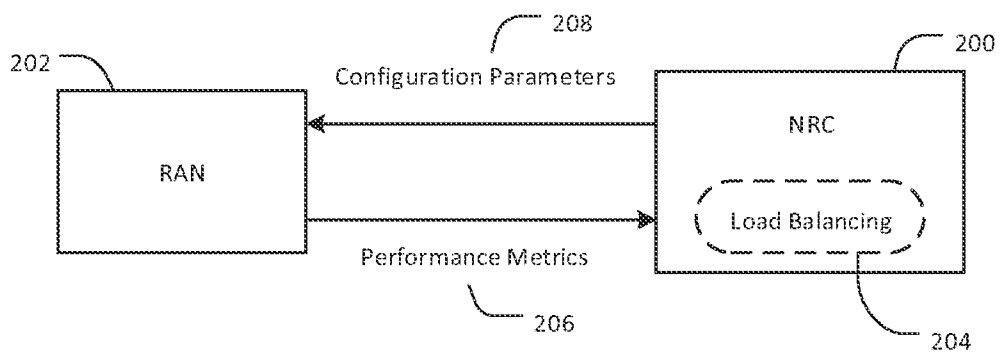 208
200
202
Configuration Parameters
NRC
RAN
Load Balancing
Performance Metrics
206
204